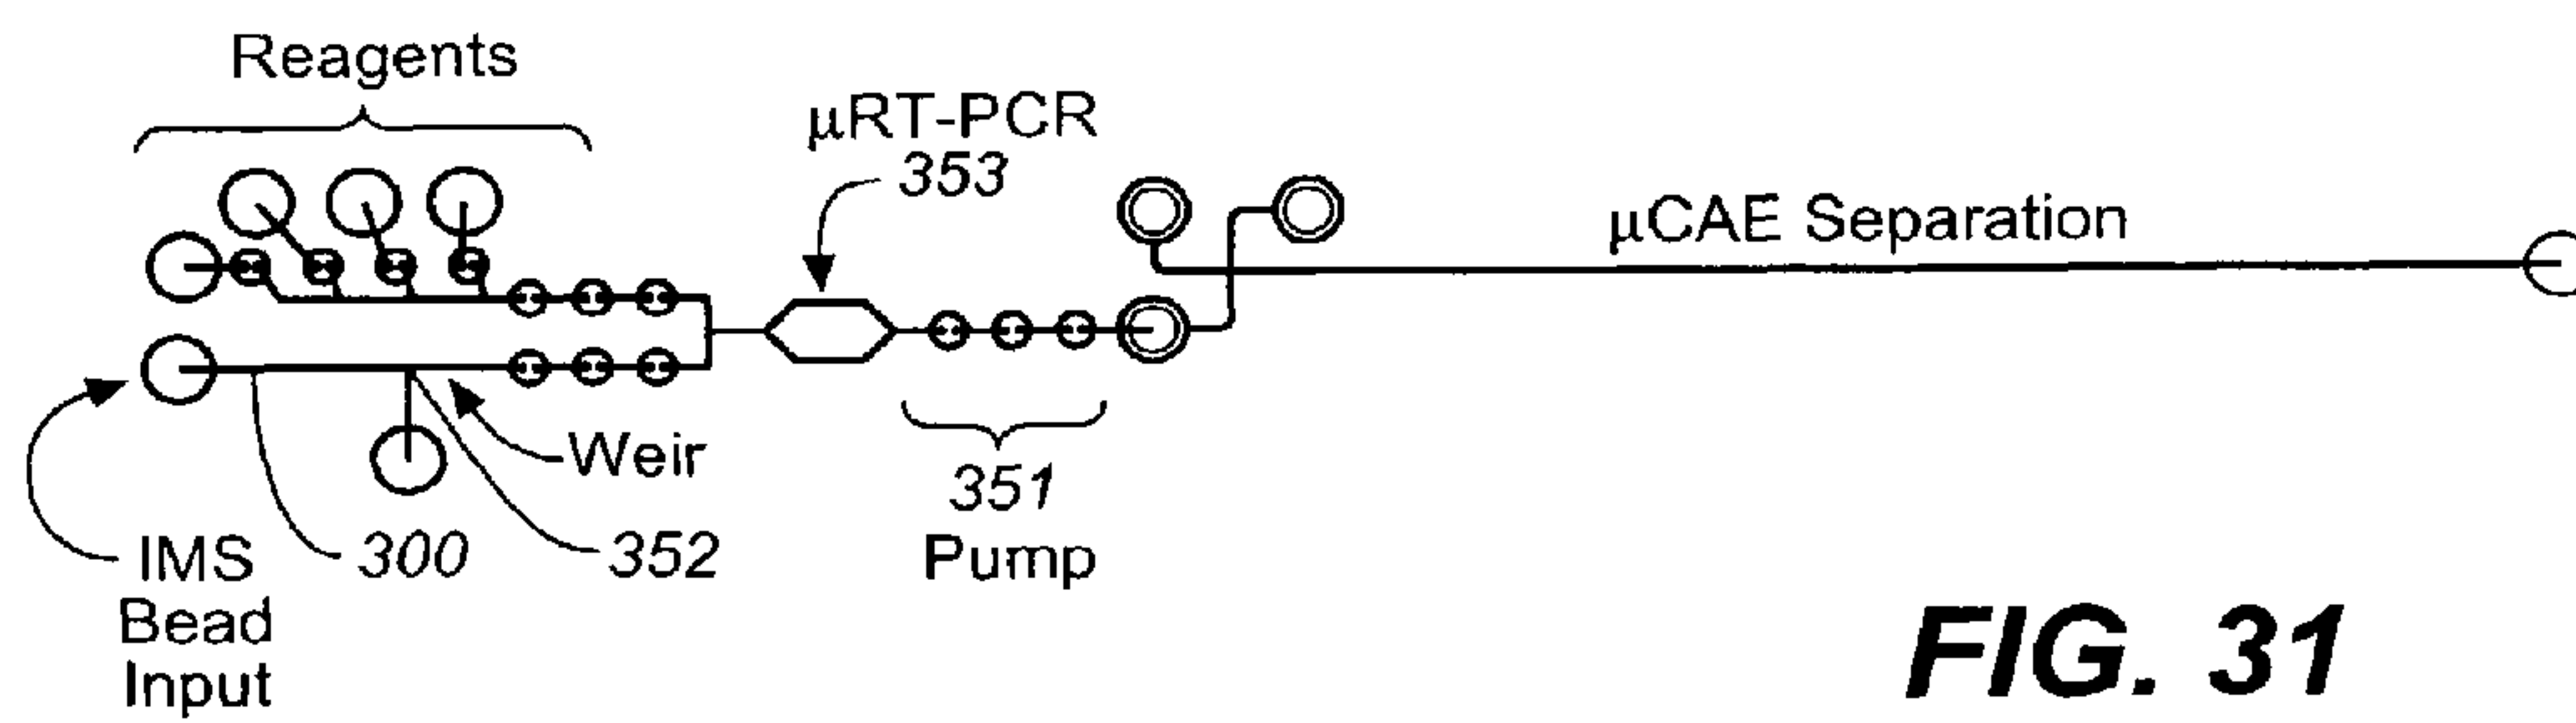 Reagents
μRT-PCR
353
μCAE Separation
Weir
351
Pump
IMS
Bead
Input
300
352
FIG. 31